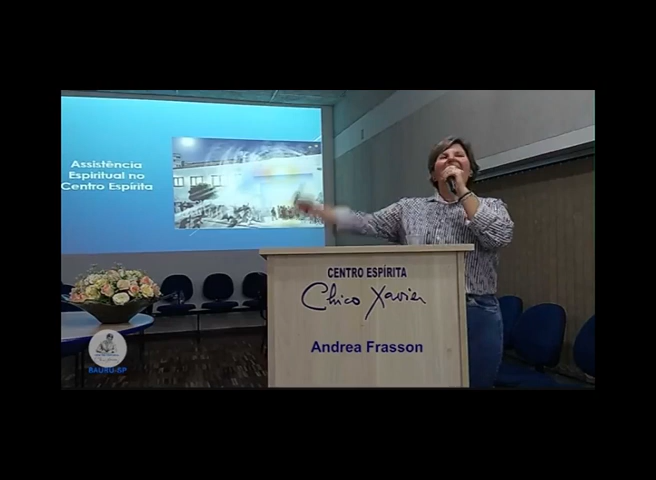 Assistência
Espiritual no
Centro Espírita
CENTRO ESPÍRITA
Chico Xavier
Andrea Frasson
BAURU-SP